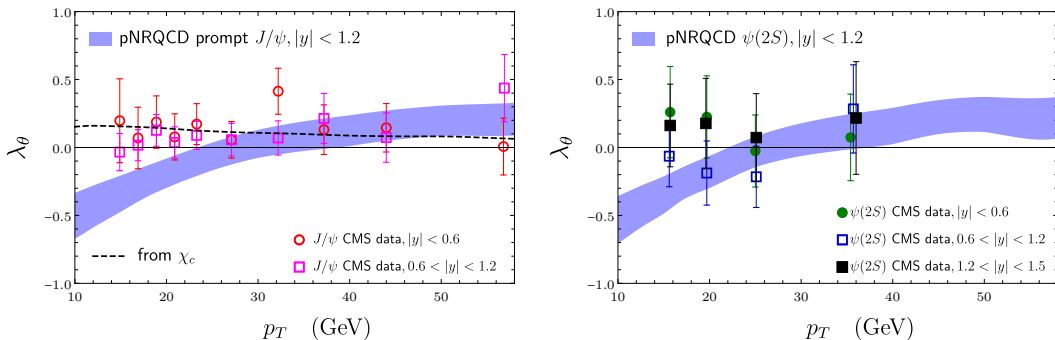 pNRQCD prompt J/ψ, |y| < 1.2
1.0
0.5
0.0
−0.5
−1.0
λθ
J/ψ CMS data, |y| < 0.6
J/ψ CMS data, 0.6 < |y| < 1.2
from χc
10 20 30 40 50
pT (GeV)
pNRQCD ψ(2S), |y| < 1.2
1.0
0.5
0.0
−0.5
−1.0
λθ
ψ(2S) CMS data, |y| < 0.6
ψ(2S) CMS data, 0.6 < |y| < 1.2
ψ(2S) CMS data, 1.2 < |y| < 1.5
10 20 30 40 50
pT (GeV)